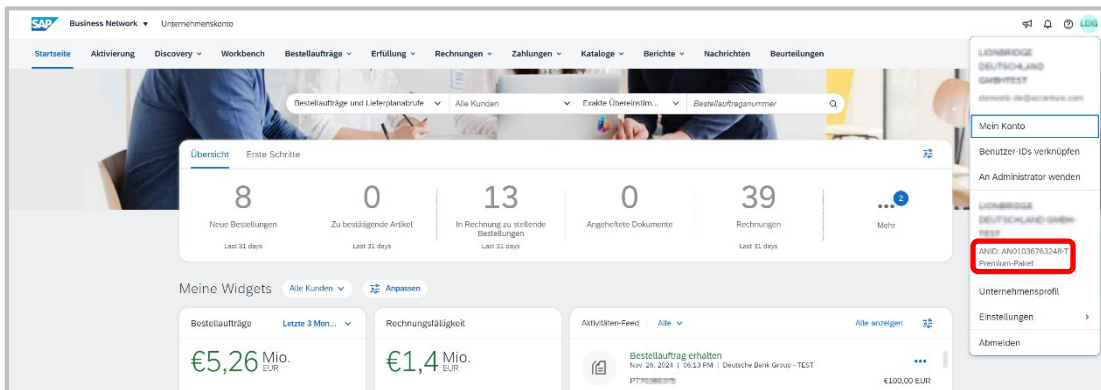 SAP Business Network Unternehmenskonto LDG
Startseite Aktivierung Discovery Workbench Bestellaufträge Erfüllung Rechnungen Zahlungen Kataloge Berichte Nachrichten Beurteilungen
Bestellaufträge und Lieferplanabrufe Alle Kunden Exakte Übereinstim... Bestellauftragsnummer
Übersicht Erste Schritte
8 0 13 0 39 ... 2
Neue Bestellungen Zu bestätigende Artikel In Rechnung zu stellende Angeheftete Dokumente Rechnungen Mehr
Bestellungen
Last 31 days Last 31 days Last 31 days Last 31 days
Meine Widgets Alle Kunden Anpassen
Bestellaufträge Letzte 3 Mon... Rechnungsfälligkeit Aktivitäten-Feed Alle Alle anzeigen
€5,26 Mio. €1,4 Mio.
EUR EUR
Bestellauftrag erhalten
Nov. 26, 2024 | 06:13 PM | Deutsche Bank Group - TEST
€100,00 EUR
LIONBRIDGE
DEUTSCHLAND
Mein Konto
Benutzer-IDs verknüpfen
An Administrator wenden
LIONBRIDGE
DEUTSCHLAND GMBH-
TEST
ANID: AN01036763248-T
Premium-Paket
Unternehmensprofil
Einstellungen
Abmelden